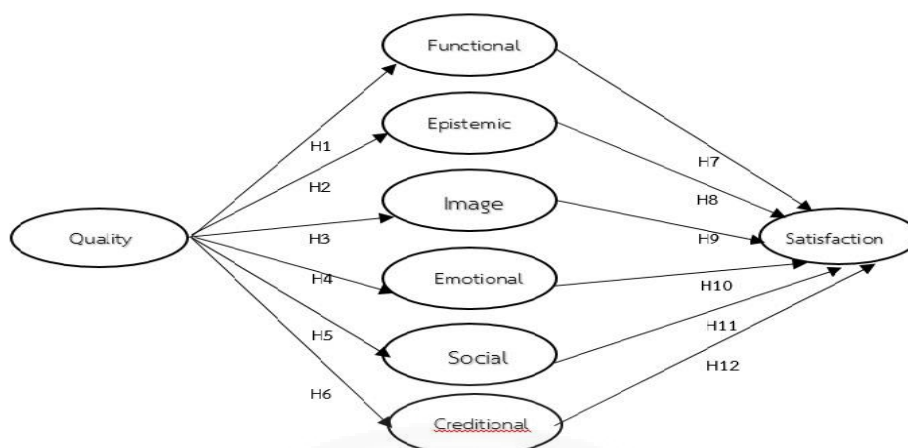 Functional
Epistemic
H1
H7
H2
H8
Image
Quality
H3
H9
Satisfaction
H4
Emotional
H10
H5
H11
Social
H6
H12
Creditional